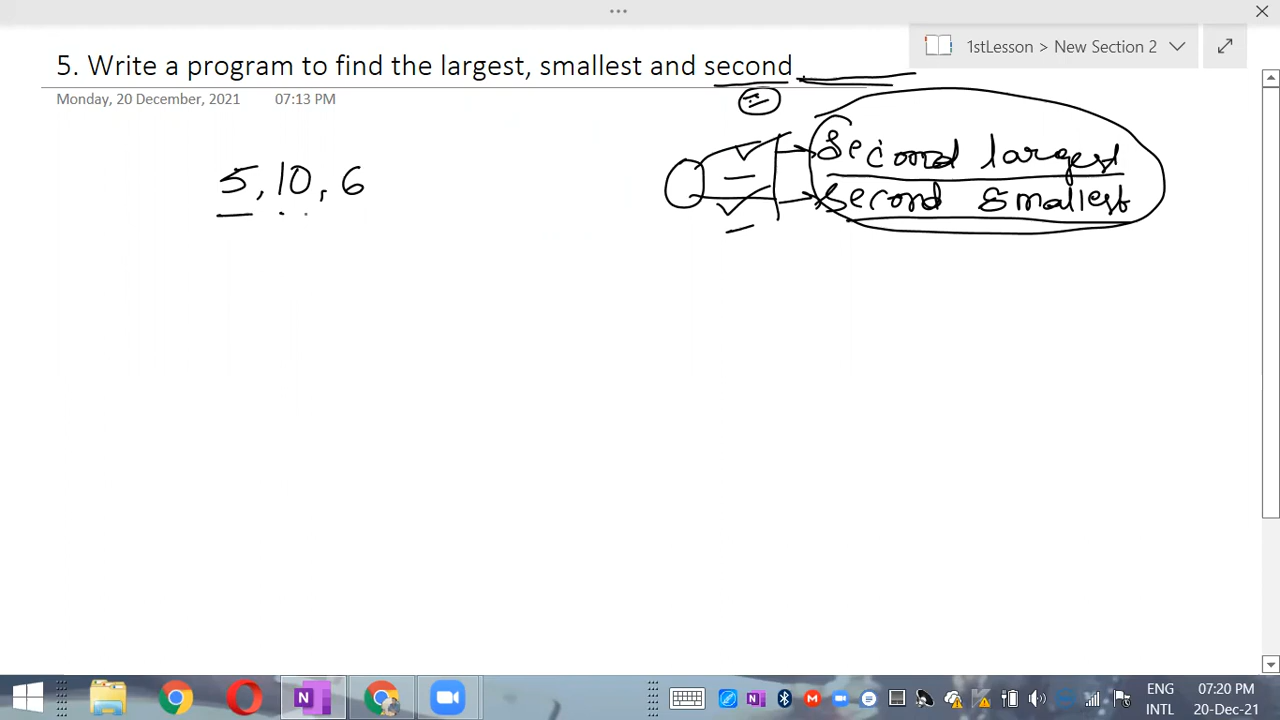 1stLesson > New Section 2
5. Write a program to find the largest, smallest and second
Monday, 20 December, 2021 07:13 PM
5, 10, 6
Second largest
Second Smallest
ENG 07:20 PM
INTL 20-Dec-21